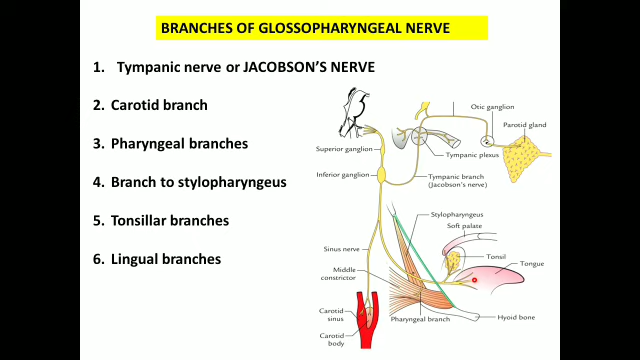 BRANCHES OF GLOSSOPHARYNGEAL NERVE
1. Tympanic nerve or JACOBSON'S NERVE
2. Carotid branch
3. Pharyngeal branches
4. Branch to stylopharyngeus
5. Tonsillar branches
6. Lingual branches
Otic ganglion
Parotid gland
Superior ganglion
Tympanic plexus
Inferior ganglion
Tympanic branch
(Jacobson's nerve)
Stylopharyngeus
Soft palate
Sinus nerve
Tonsil
Tongue
Middle
constrictor
Carotid
sinus
Pharyngeal branch
Hyoid bone
Carotid
body